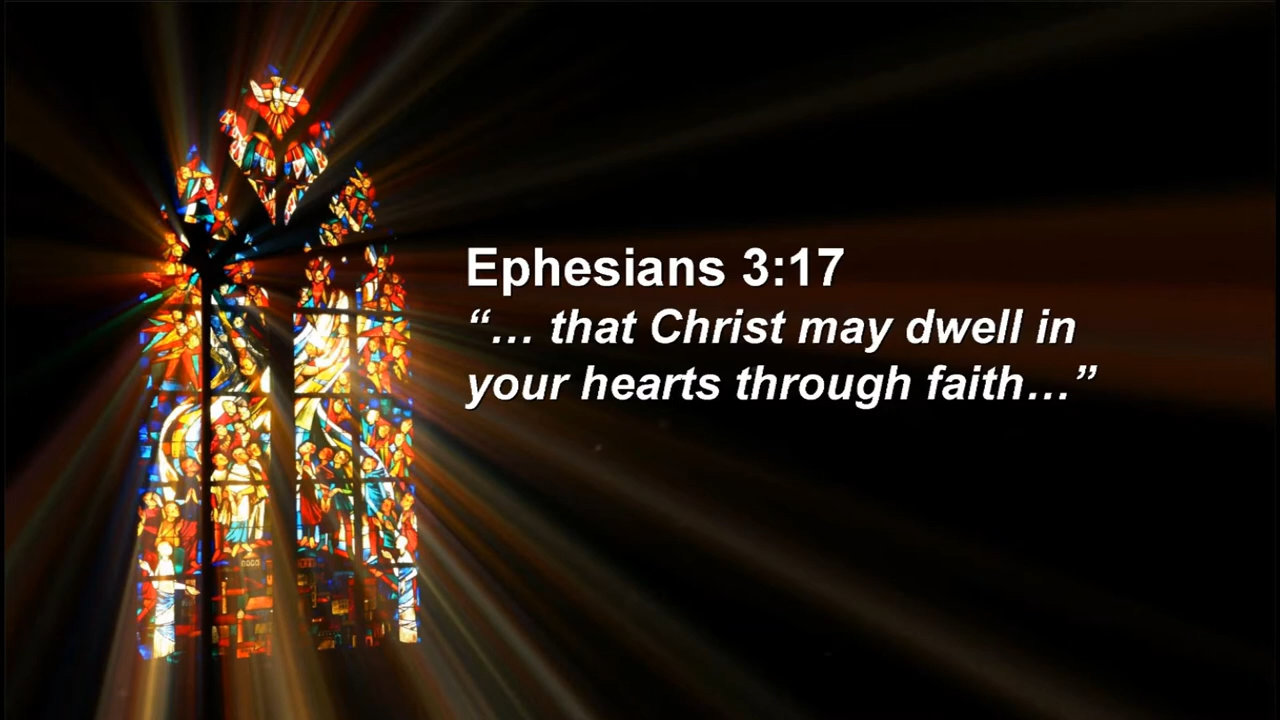 Ephesians 3:17
“… that Christ may dwell in
your hearts through faith…”